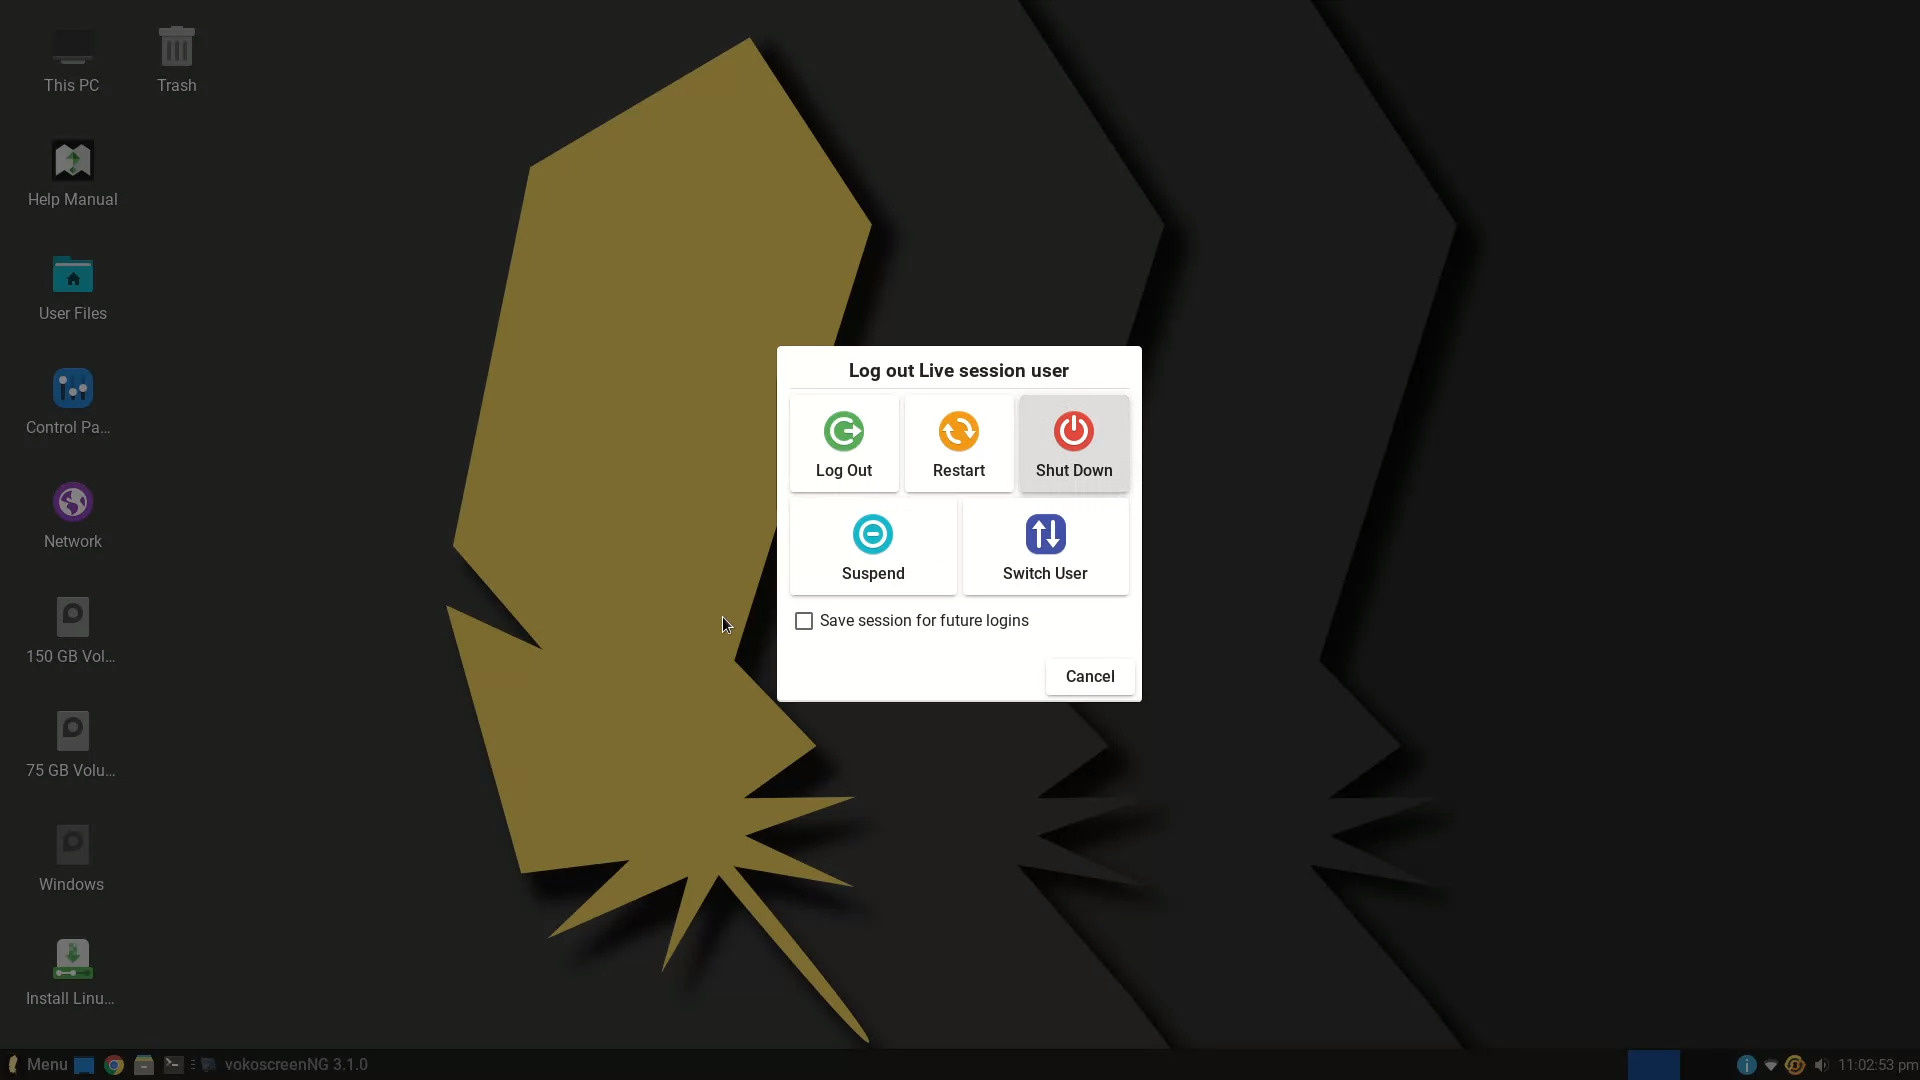 This PC
Trash
Help Manual
User Files
Control Pa...
Network
150 GB Vol...
75 GB Volu...
Windows
Install Linu...
Log out Live session user
Log Out
Restart
Shut Down
Suspend
Switch User
Save session for future logins
Cancel
Menu
vokoscreenNG 3.1.0
11:02:53 pm